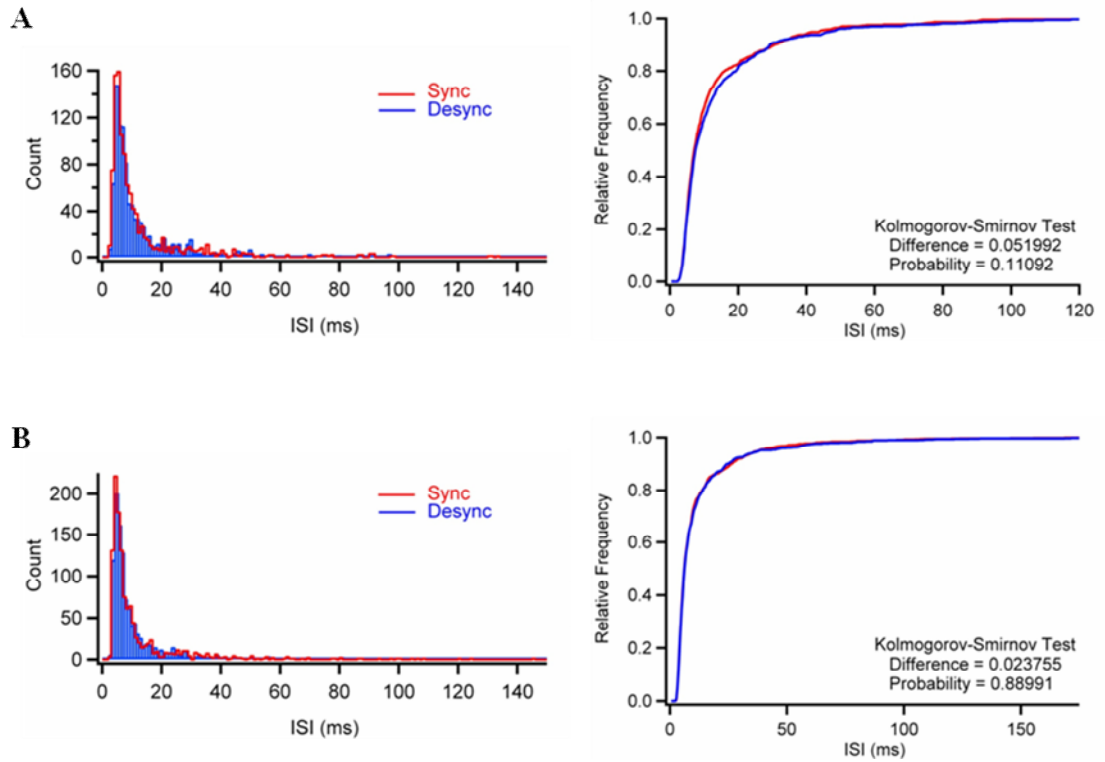 A
160
120
80
40
0
Count
Sync
Desync
0 20 40 60 80 100 120 140
ISI (ms)
1.0
0.8
0.6
0.4
0.2
0.0
Relative Frequency
Kolmogorov-Smirnov Test
Difference = 0.051992
Probability = 0.11092
0 20 40 60 80 100 120
ISI (ms)
B
200
150
100
50
0
Count
Sync
Desync
0 20 40 60 80 100 120 140
ISI (ms)
1.0
0.8
0.6
0.4
0.2
0.0
Relative Frequency
Kolmogorov-Smirnov Test
Difference = 0.023755
Probability = 0.88991
0 50 100 150
ISI (ms)